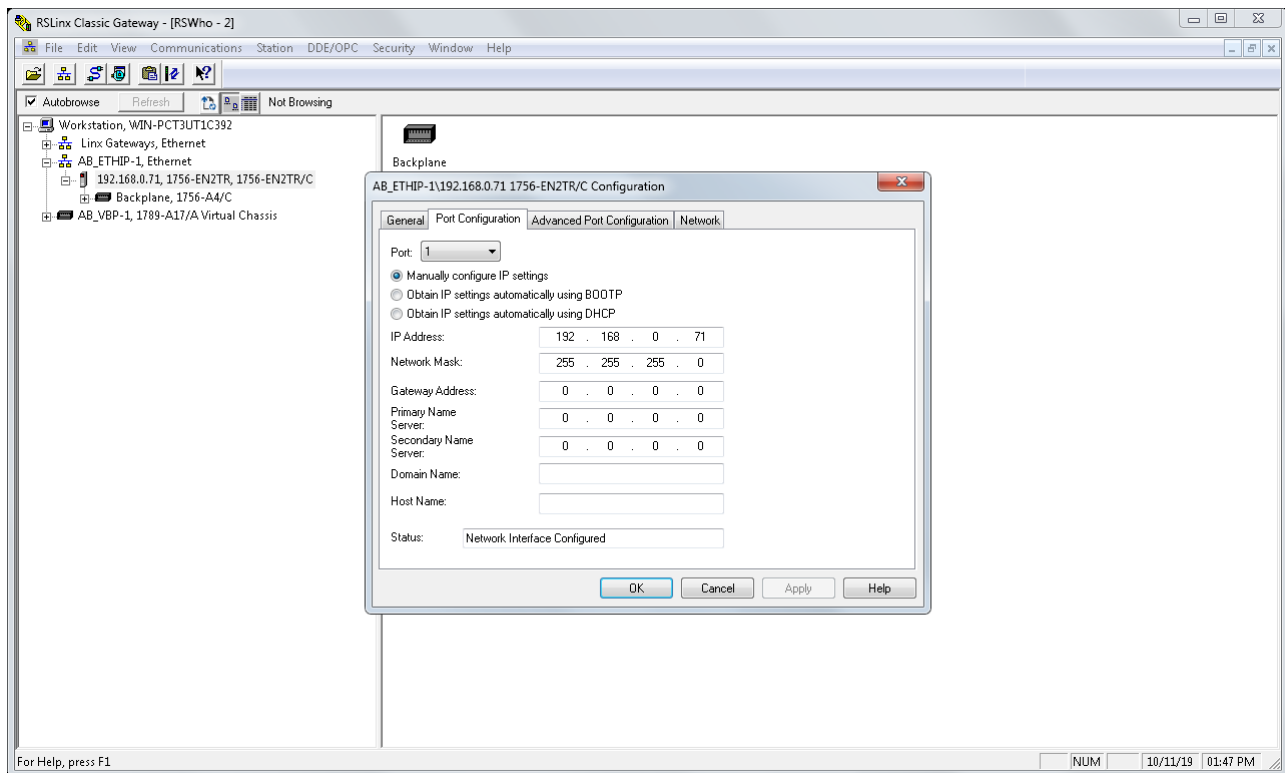 RSLinx Classic Gateway - [RSWho - 2]
File Edit View Communications Station DDE/OPC Security Window Help
Autobrowse Refresh Not Browsing
Workstation, WIN-PCT3UT1C392
Linx Gateways, Ethernet
AB_ETHIP-1, Ethernet
192.168.0.71, 1756-EN2TR, 1756-EN2TR/C
Backplane, 1756-A4/C
AB_VBP-1, 1789-A17/A Virtual Chassis
Backplane
AB_ETHIP-1\192.168.0.71 1756-EN2TR/C Configuration
General Port Configuration Advanced Port Configuration Network
Port: 1
Manually configure IP settings
Obtain IP settings automatically using BOOTP
Obtain IP settings automatically using DHCP
IP Address: 192 . 168 . 0 . 71
Network Mask: 255 . 255 . 255 . 0
Gateway Address: 0 . 0 . 0 . 0
Primary Name
Server: 0 . 0 . 0 . 0
Secondary Name
Server: 0 . 0 . 0 . 0
Domain Name:
Host Name:
Status: Network Interface Configured
OK Cancel Apply Help
For Help, press F1 NUM 10/11/19 01:47 PM